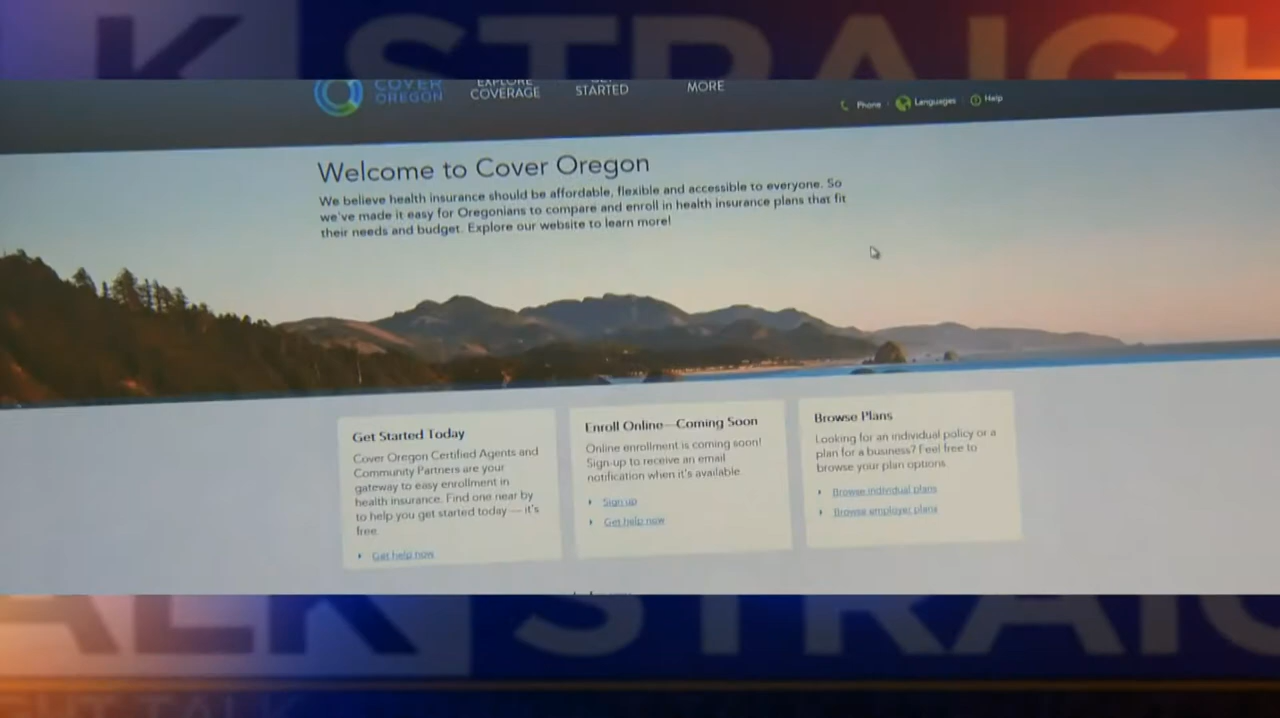 K STRAIGH
COVER
OREGON
EXPLORE
COVERAGE
STARTED
MORE
Phone
Languages
Help
Welcome to Cover Oregon
We believe health insurance should be affordable, flexible and accessible to everyone. So
we've made it easy for Oregonians to compare and enroll in health insurance plans that fit
their needs and budget. Explore our website to learn more!
Get Started Today
Cover Oregon Certified Agents and
Community Partners are your
gateway to easy enrollment in
health insurance. Find one near by
to help you get started today — it's
free.
Get help now
Enroll Online—Coming Soon
Online enrollment is coming soon!
Sign-up to receive an email
notification when it's available.
Sign up
Get help now
Browse Plans
Looking for an individual policy or a
plan for a business? Feel free to
browse your plan options.
Browse individual plans
Browse employer plans
ALK STRAIG
GHT TALK